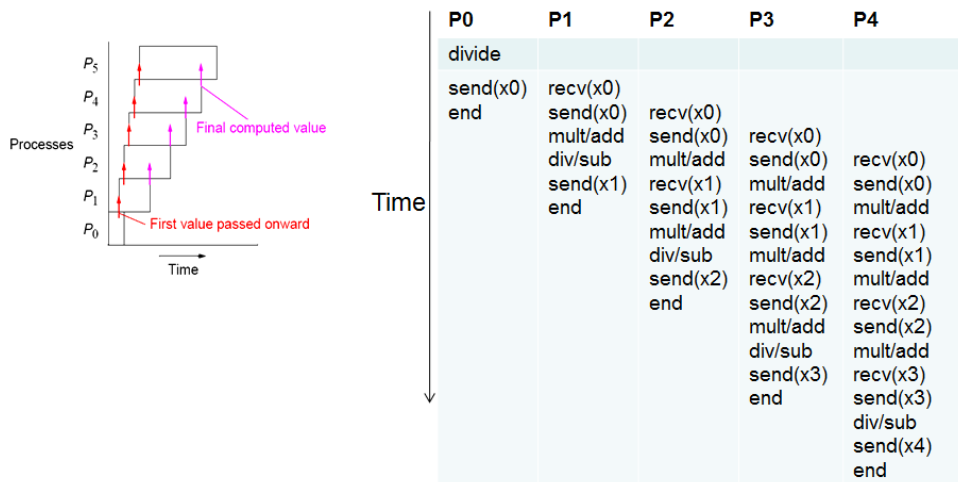 P5
P4
P3
P2
P1
P0
Processes
Final computed value
First value passed onward
Time
Time
P0 P1 P2 P3 P4
divide
send(x0) recv(x0)
end send(x0) recv(x0)
mult/add send(x0) recv(x0)
div/sub mult/add send(x0) recv(x0)
send(x1) recv(x1) mult/add send(x0)
end send(x1) recv(x1) mult/add
mult/add send(x1) recv(x1)
div/sub mult/add send(x1)
send(x2) recv(x2) mult/add
end send(x2) recv(x2)
mult/add send(x2)
div/sub mult/add
send(x3) recv(x3)
end send(x3)
div/sub
send(x4)
end